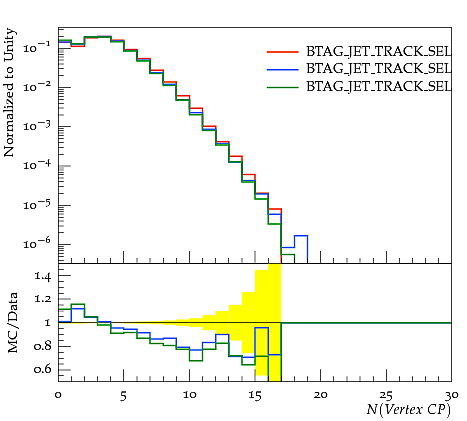 Normalized to Unity
10⁻¹
10⁻²
10⁻³
10⁻⁴
10⁻⁵
10⁻⁶
BTAG_JET_TRACK_SEL
BTAG_JET_TRACK_SEL
BTAG_JET_TRACK_SEL
MC/Data
1.4
1.2
1
0.8
0.6
0 5 10 15 20 25 30
N(Vertex CP)